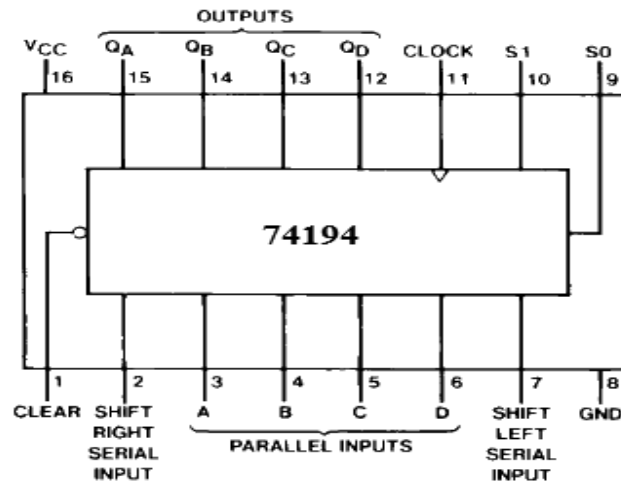 OUTPUTS
VCC QA QB QC QD CLOCK S1 S0
16 15 14 13 12 11 10 9
74194
1 2 3 4 5 6 7 8
CLEAR SHIFT A B C D SHIFT GND
RIGHT PARALLEL INPUTS LEFT
SERIAL SERIAL
INPUT INPUT